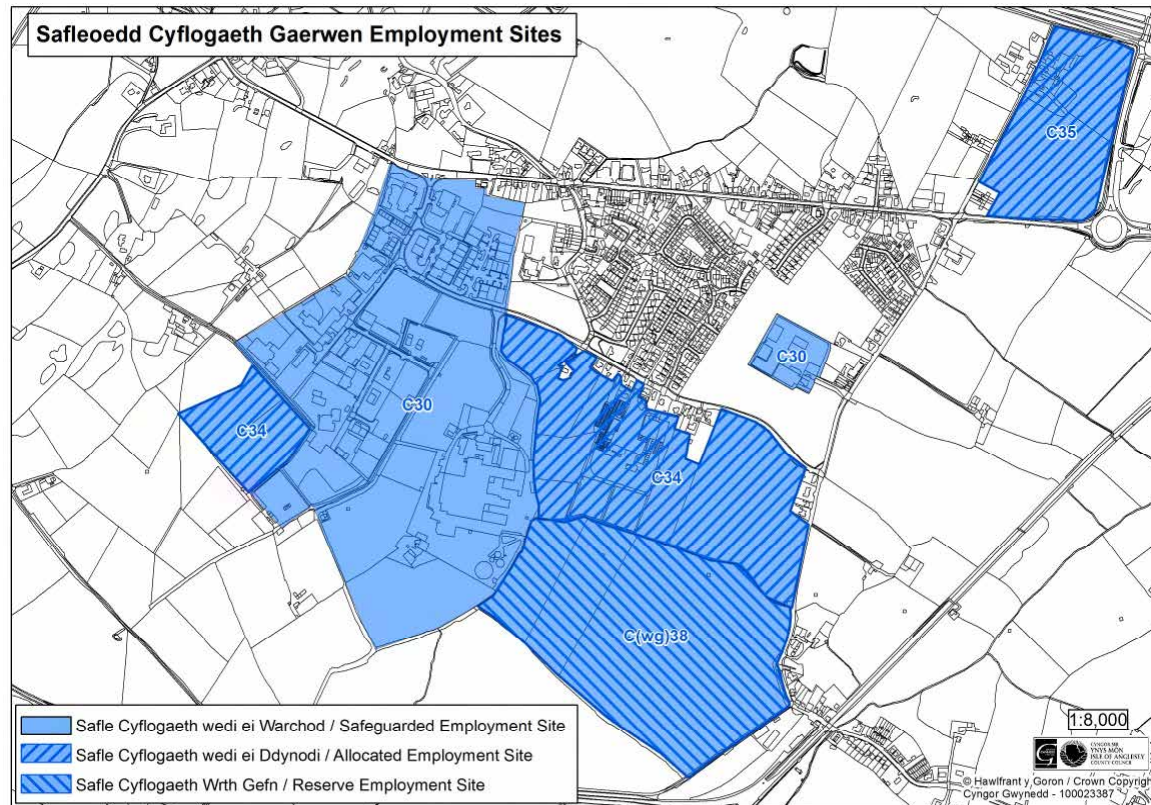 Safleoedd Cyflogaeth Gaerwen Employment Sites
C35
C30
C30
C34
C34
C(wg)38
Safle Cyflogaeth wedi ei Warchod / Safeguarded Employment Site
Safle Cyflogaeth wedi ei Ddynodi / Allocated Employment Site
Safle Cyflogaeth Wrth Gefn / Reserve Employment Site
1:8,000
CYNGOR SIR
YNYS MÔN
ISLE OF ANGLESEY
COUNTY COUNCIL
© Hawlfraint y Goron / Crown Copyrigh
Cyngor Gwynedd - 100023387